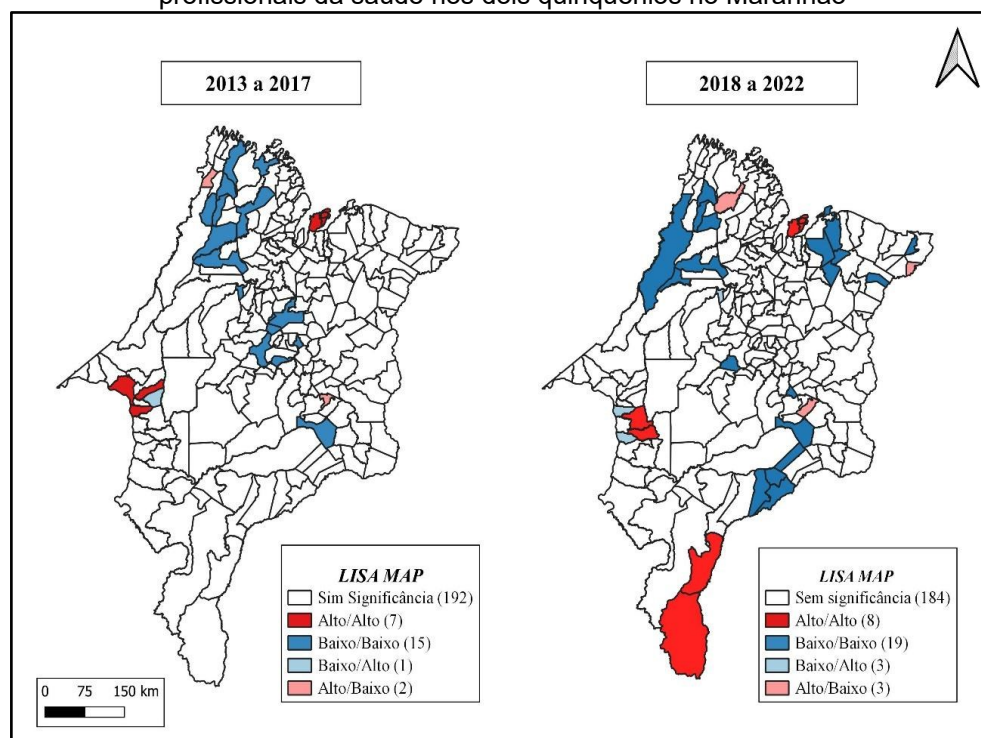 profissionais da saúde nos dois quinquênios no Maranhão
2013 a 2017
2018 a 2022
LISA MAP
Sim Significância (192)
Alto/Alto (7)
Baixo/Baixo (15)
Baixo/Alto (1)
Alto/Baixo (2)
0 75 150 km
LISA MAP
Sem significância (184)
Alto/Alto (8)
Baixo/Baixo (19)
Baixo/Alto (3)
Alto/Baixo (3)